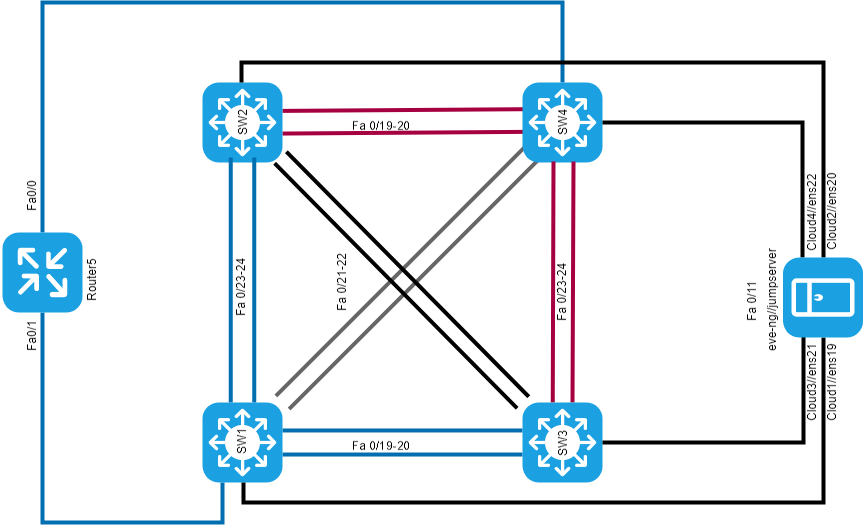 SW2
Fa 0/19-20
SW4
Fa0/0
Cloud4//ens22
Cloud2//ens20
Router5
Fa 0/23-24
Fa 0/21-22
Fa 0/23-24
Fa 0/11
eve-ng//jumpserver
Fa0/1
Cloud3//ens21
Cloud1//ens19
SW1
Fa 0/19-20
SW3